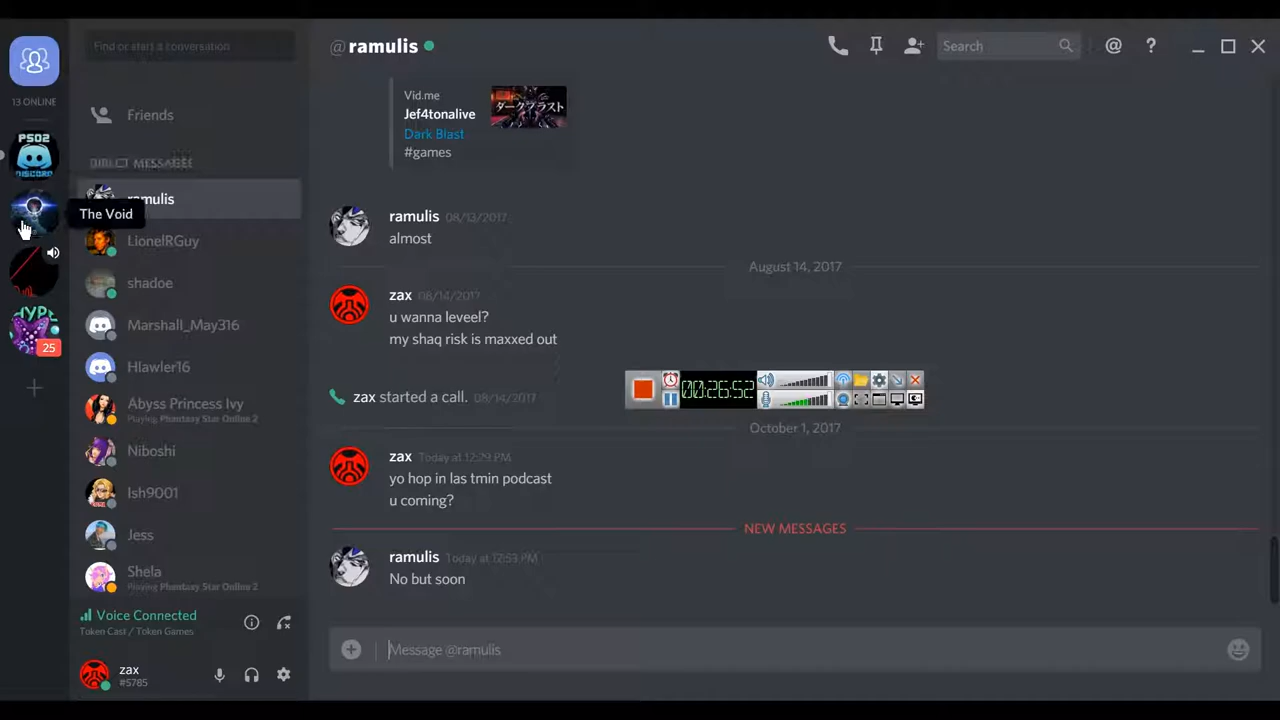 13 ONLINE
PSO2
DISCORD
The Void
HYPE
25
Find or start a conversation
Friends
DIRECT MESSAGES
ramulis
LionelRGuy
shadoe
Marshall_May316
Hlawler16
Abyss Princess Ivy
Playing Phantasy Star Online 2
Niboshi
Ish9001
Jess
Shela
Playing Phantasy Star Online 2
Voice Connected
Token Cast / Token Games
zax
#5785
@ramulis
Search
Vid.me
Jef4tonalive
Dark Blast
#games
ダークブラスト
ramulis 08/13/2017
almost
August 14, 2017
zax 08/14/2017
u wanna leveel?
my shaq risk is maxxed out
zax started a call. 08/14/2017
00:26:52
October 1, 2017
zax Today at 12:29 PM
yo hop in las tmin podcast
u coming?
NEW MESSAGES
ramulis Today at 12:53 PM
No but soon
Message @ramulis